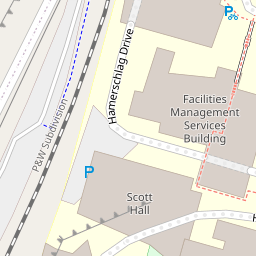 P
Hamerschlag Drive
Facilities
Management
Services
Building
P&W Subdivision
P
Scott
Hall